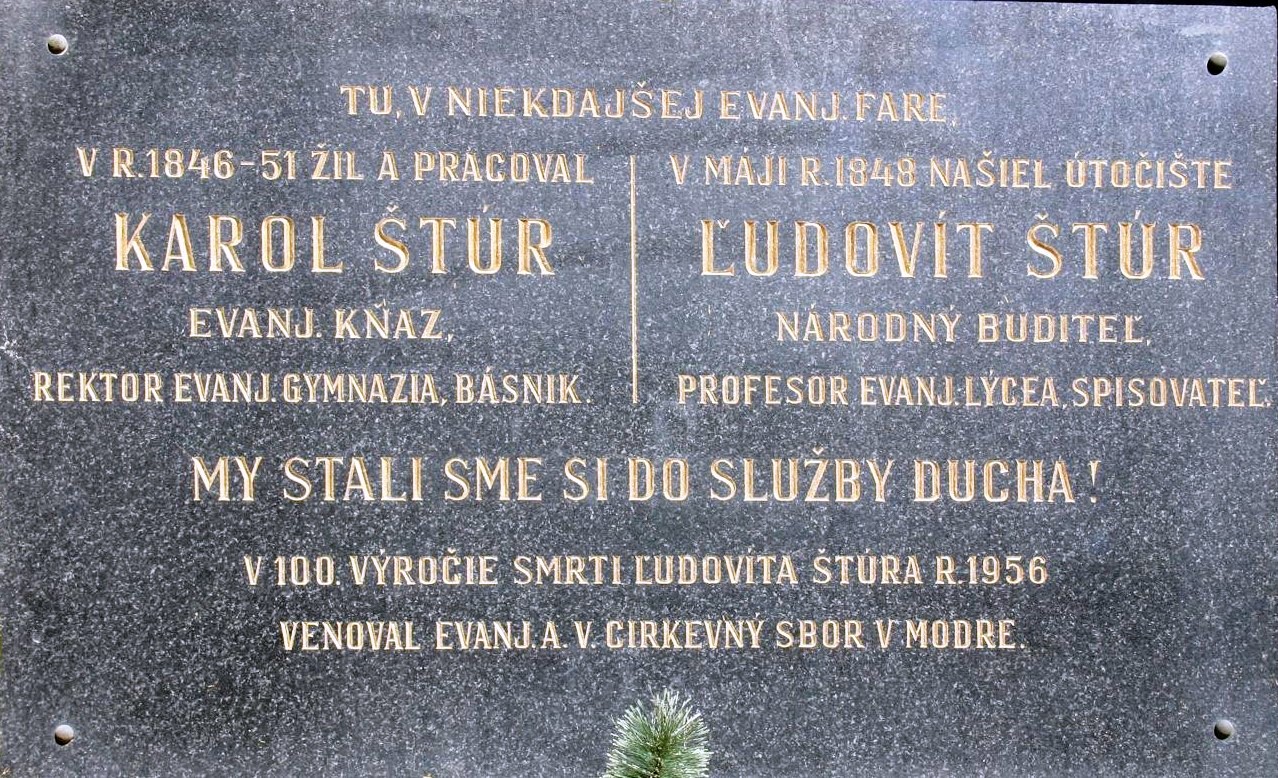 TU, V NIEKDAJŠEJ EVANJ. FARE,
V R. 1846-51 ŽIL A PRACOVAL
KAROL ŠTÚR
EVANJ. KŇAZ,
REKTOR EVANJ. GYMNAZIA, BÁSNIK.
V MÁJI R. 1848 NAŠIEL ÚTOČIŠTE
ĽUDOVÍT ŠTÚR
NÁRODNÝ BUDITEĽ,
PROFESOR EVANJ. LÝCEA, SPISOVATEĽ.
MY STALI SME SI DO SLUŽBY DUCHA!
V 100. VÝROČIE SMRTI ĽUDOVÍTA ŠTÚRA R. 1956
VENOVAL EVANJ. A. V. CIRKEVNÝ SBOR V MODRE.